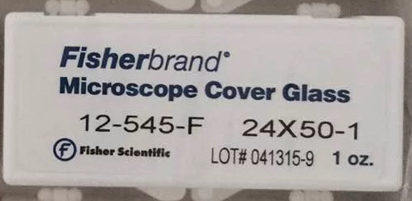 Fisherbrand®
Microscope Cover Glass
12-545-F 24X50-1
f Fisher Scientific LOT# 041315-9 1 oz.